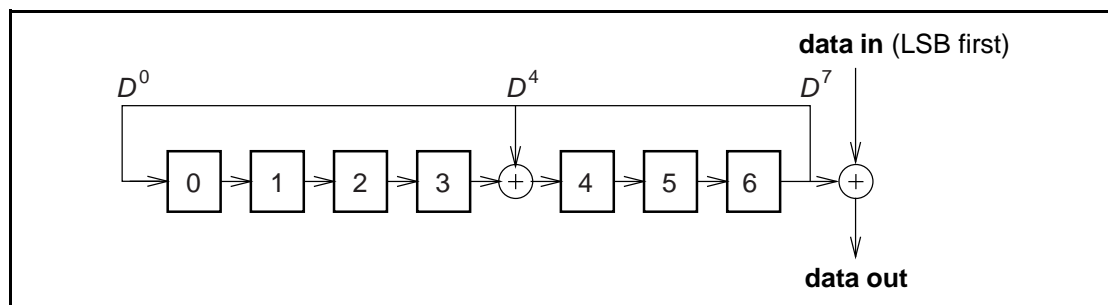 data in (LSB first)
D⁰ D⁴ D⁷
0 1 2 3 + 4 5 6 +
data out